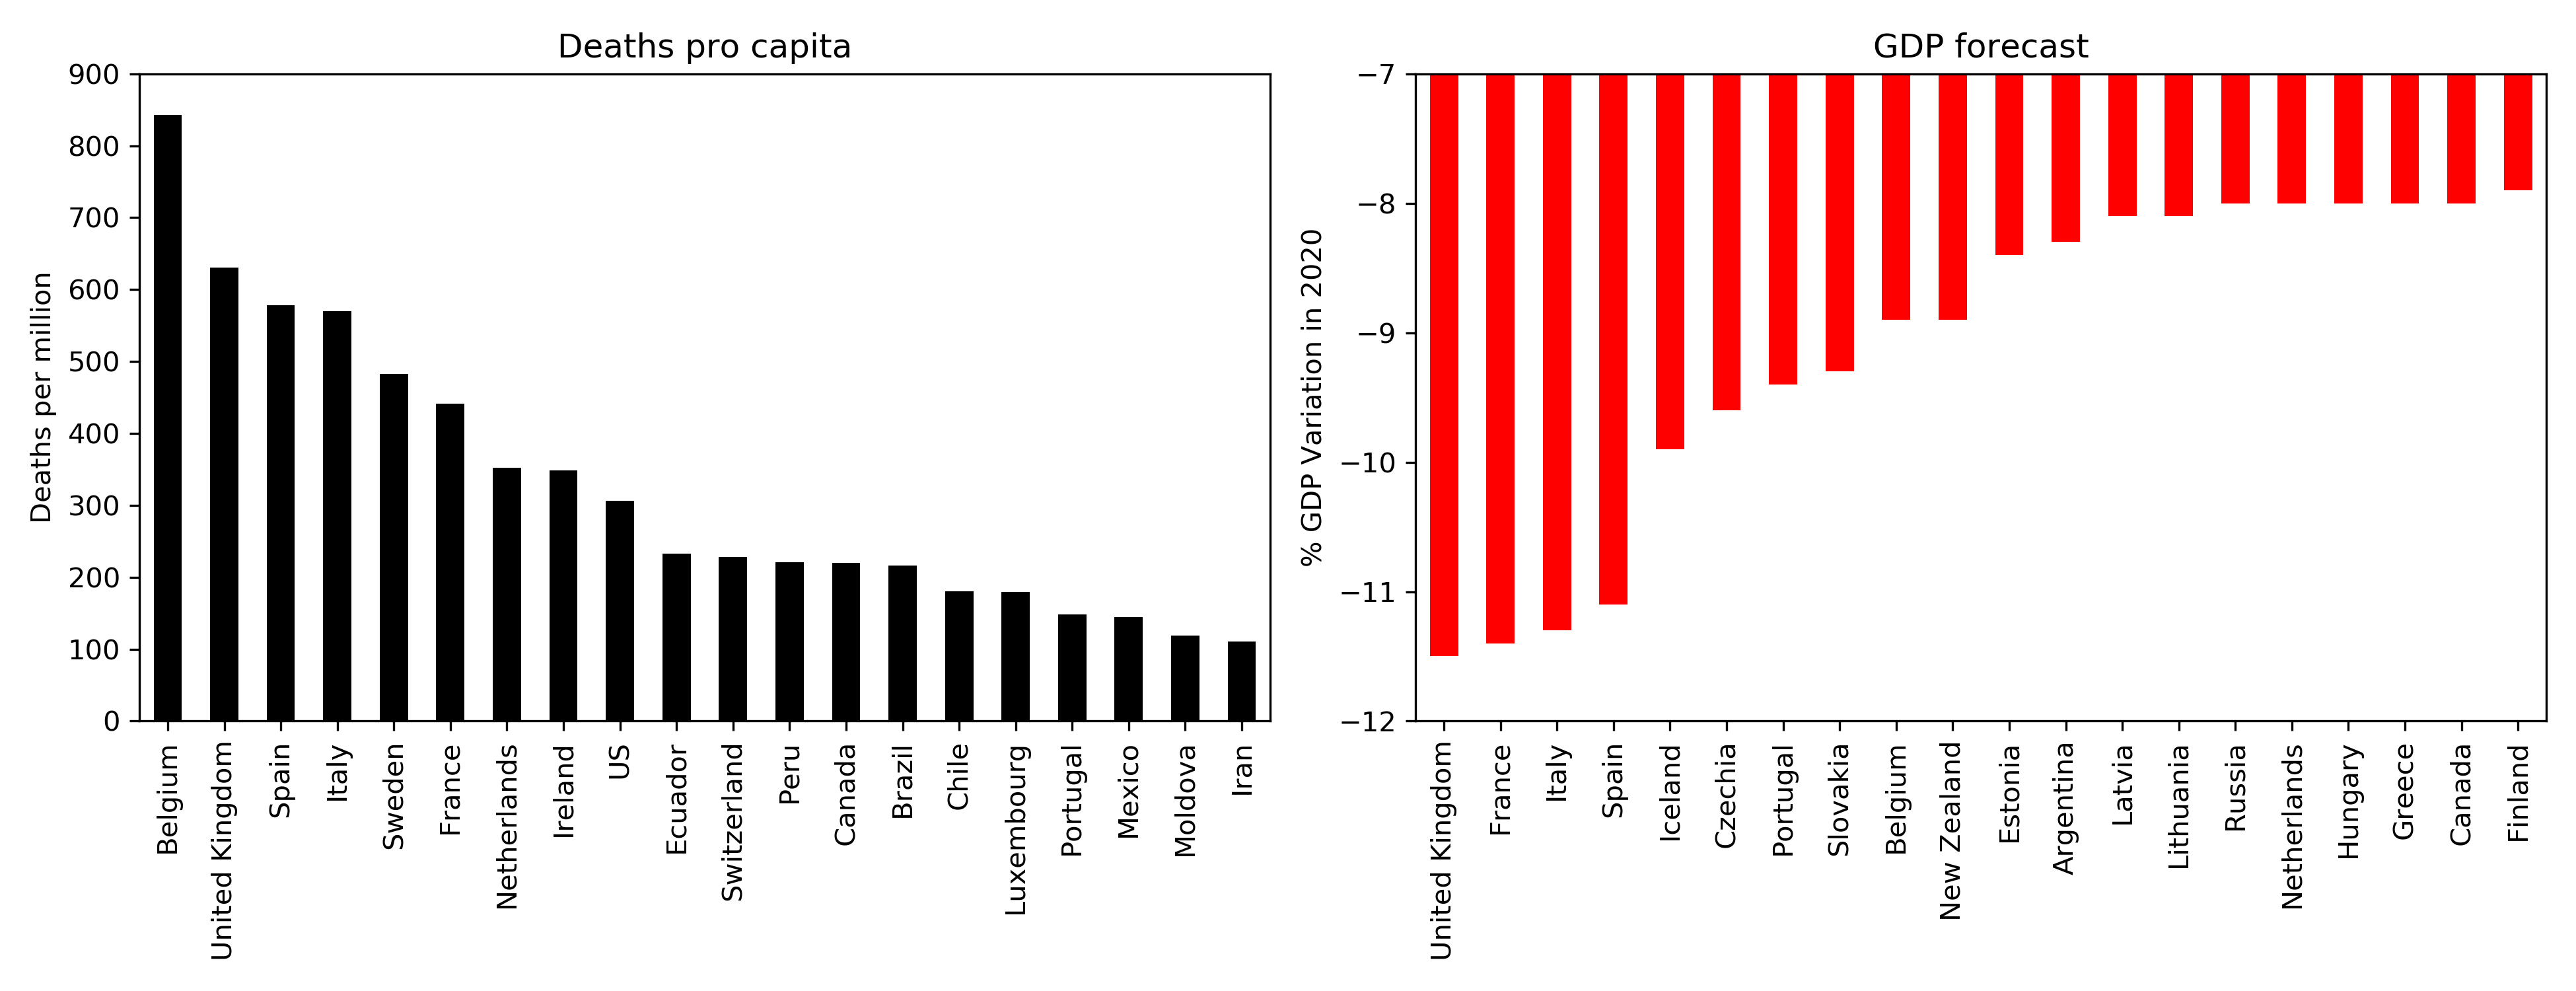 Deaths pro capita
900
800
700
600
500
400
300
200
100
0
Deaths per million
Belgium
United Kingdom
Spain
Italy
Sweden
France
Netherlands
Ireland
US
Ecuador
Switzerland
Peru
Canada
Brazil
Chile
Luxembourg
Portugal
Mexico
Moldova
Iran
GDP forecast
−7
−8
−9
−10
−11
−12
% GDP Variation in 2020
United Kingdom
France
Italy
Spain
Iceland
Czechia
Portugal
Slovakia
Belgium
New Zealand
Estonia
Argentina
Latvia
Lithuania
Russia
Netherlands
Hungary
Greece
Canada
Finland